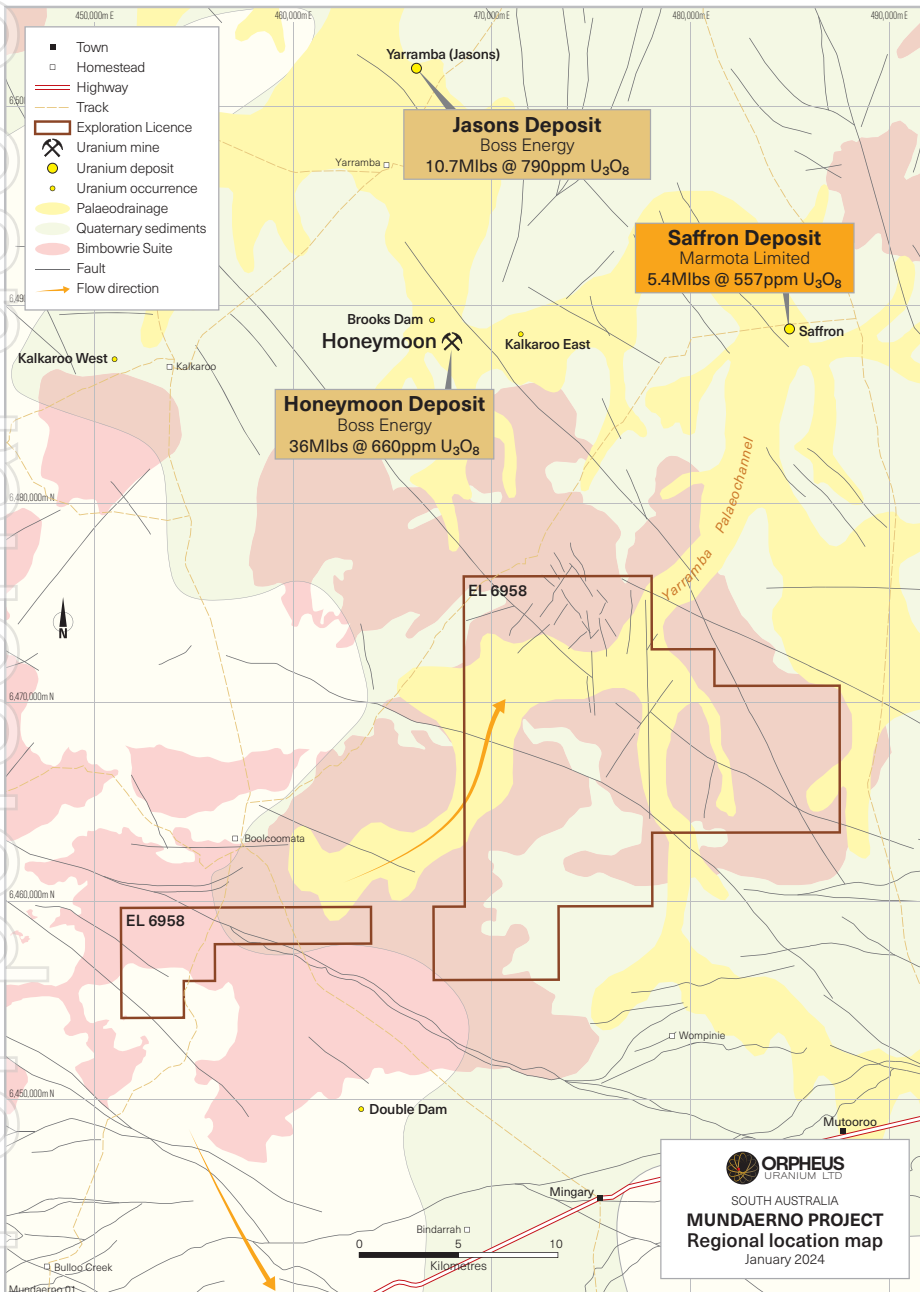 450,000m E
460,000m E
470,000m E
480,000m E
490,000m E
Town
Homestead
Highway
Track
Exploration Licence
Uranium mine
Uranium deposit
Uranium occurrence
Palaeodrainage
Quaternary sediments
Bimbowrie Suite
Fault
Flow direction
Yarramba (Jasons)
Jasons Deposit
Boss Energy
10.7Mlbs @ 790ppm U₃O₈
Yarramba
Saffron Deposit
Marmota Limited
5.4Mlbs @ 557ppm U₃O₈
Saffron
Brooks Dam
Honeymoon
Kalkaroo East
Kalkaroo West
Kalkaroo
Honeymoon Deposit
Boss Energy
36Mlbs @ 660ppm U₃O₈
6,480,000m N
Yarramba Palaeochannel
EL 6958
N
6,470,000m N
Boolcoomata
6,460,000m N
EL 6958
Wompinie
6,450,000m N
Double Dam
Mutooroo
Mingary
Bindarrah
0 5 10
Kilometres
Bulloo Creek
Mundaerno 01
ORPHEUS
URANIUM LTD
SOUTH AUSTRALIA
MUNDAERNO PROJECT
Regional location map
January 2024